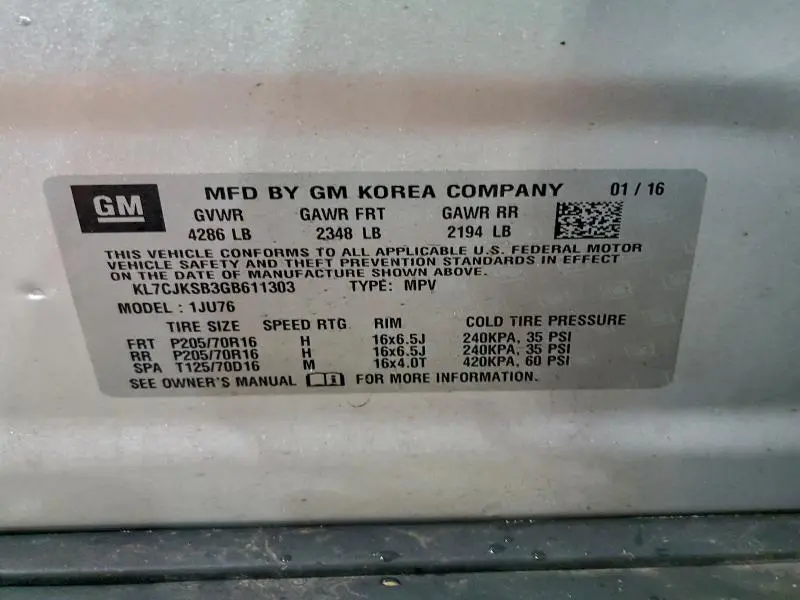 GM MFD BY GM KOREA COMPANY 01 / 16
GVWR GAWR FRT GAWR RR
4286 LB 2348 LB 2194 LB
THIS VEHICLE CONFORMS TO ALL APPLICABLE U.S. FEDERAL MOTOR
VEHICLE SAFETY AND THEFT PREVENTION STANDARDS IN EFFECT
ON THE DATE OF MANUFACTURE SHOWN ABOVE.
KL7CJKSB3GB611303 TYPE: MPV
MODEL : 1JU76
TIRE SIZE SPEED RTG RIM COLD TIRE PRESSURE
FRT P205/70R16 H 16x6.5J 240KPA, 35 PSI
RR P205/70R16 H 16x6.5J 240KPA, 35 PSI
SPA T125/70D16 M 16x4.0T 420KPA, 60 PSI
SEE OWNER'S MANUAL FOR MORE INFORMATION.